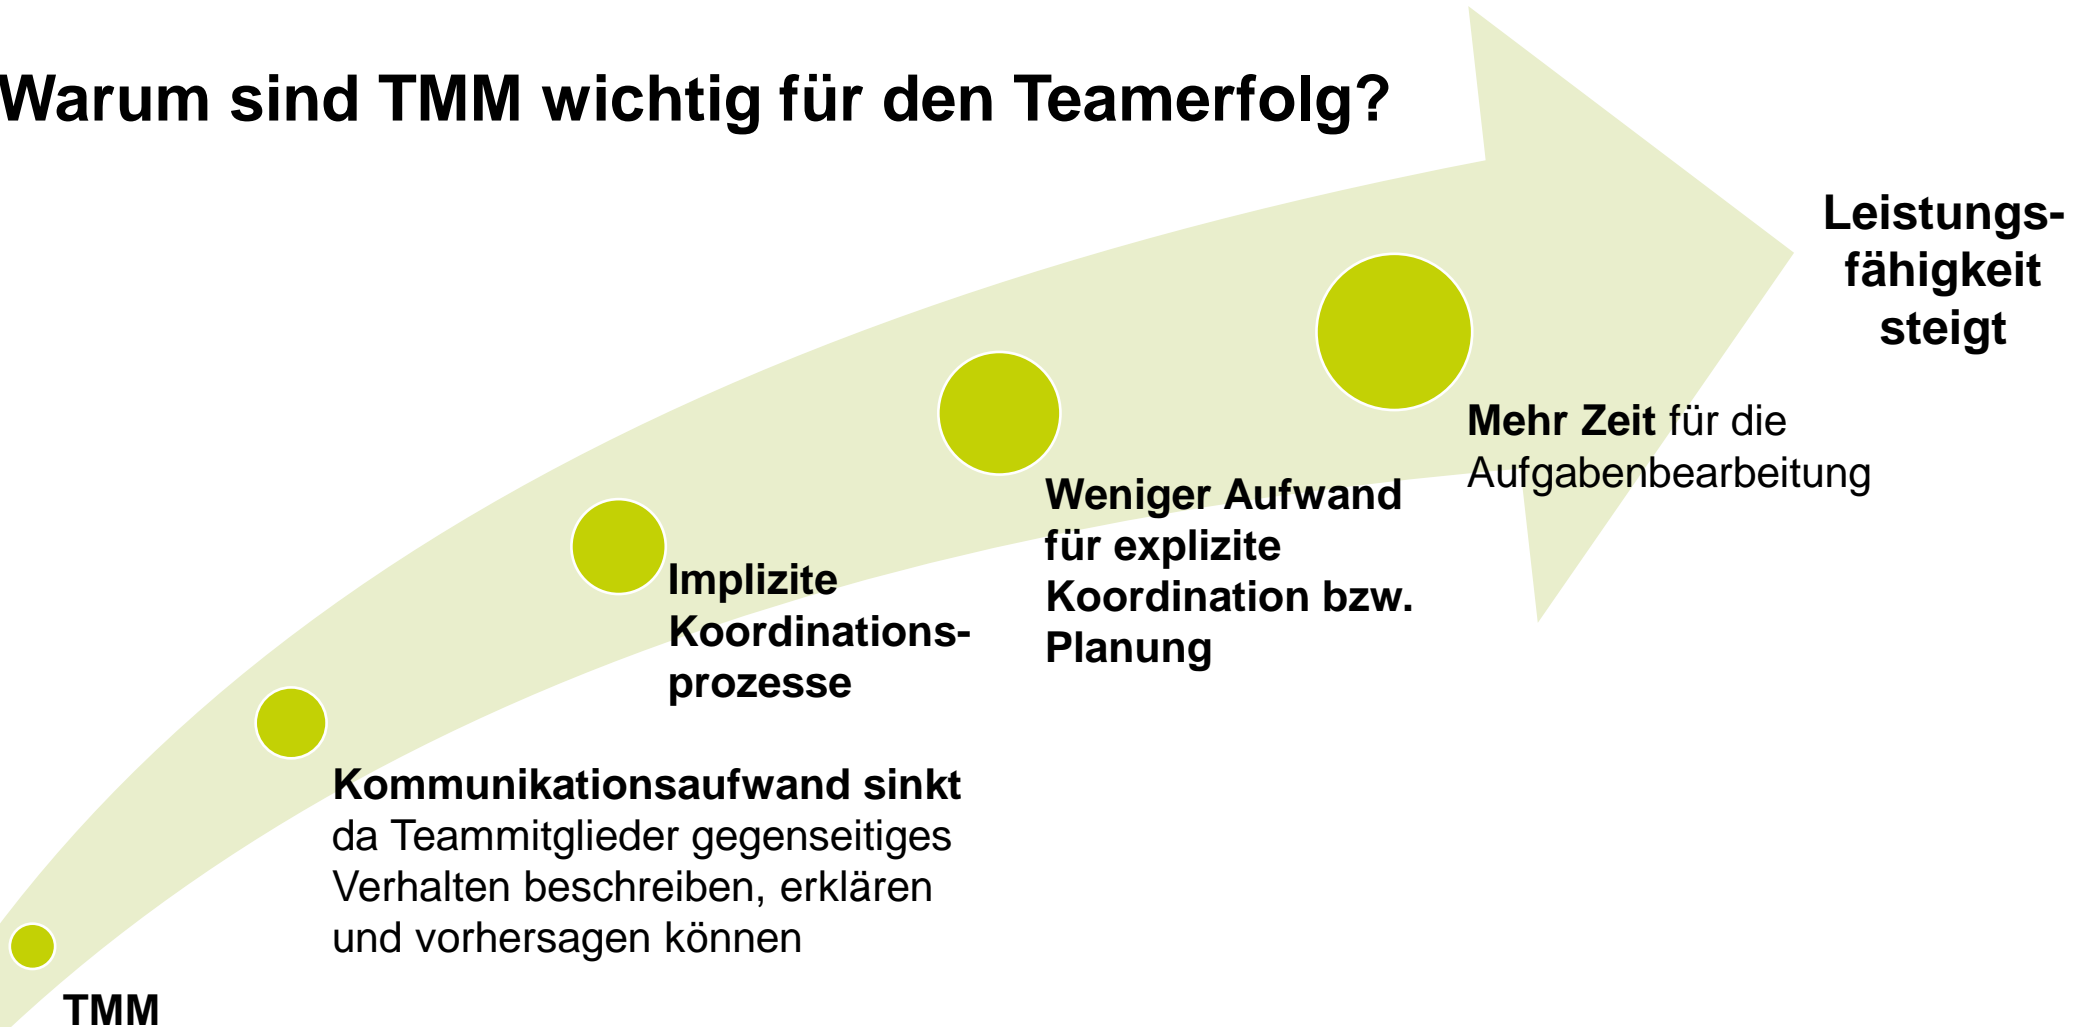 Warum sind TMM wichtig für den Teamerfolg?
Leistungs-
fähigkeit
steigt
Mehr Zeit für die
Aufgabenbearbeitung
Weniger Aufwand
für explizite
Koordination bzw.
Planung
Implizite
Koordinations-
prozesse
Kommunikationsaufwand sinkt
da Teammitglieder gegenseitiges
Verhalten beschreiben, erklären
und vorhersagen können
TMM